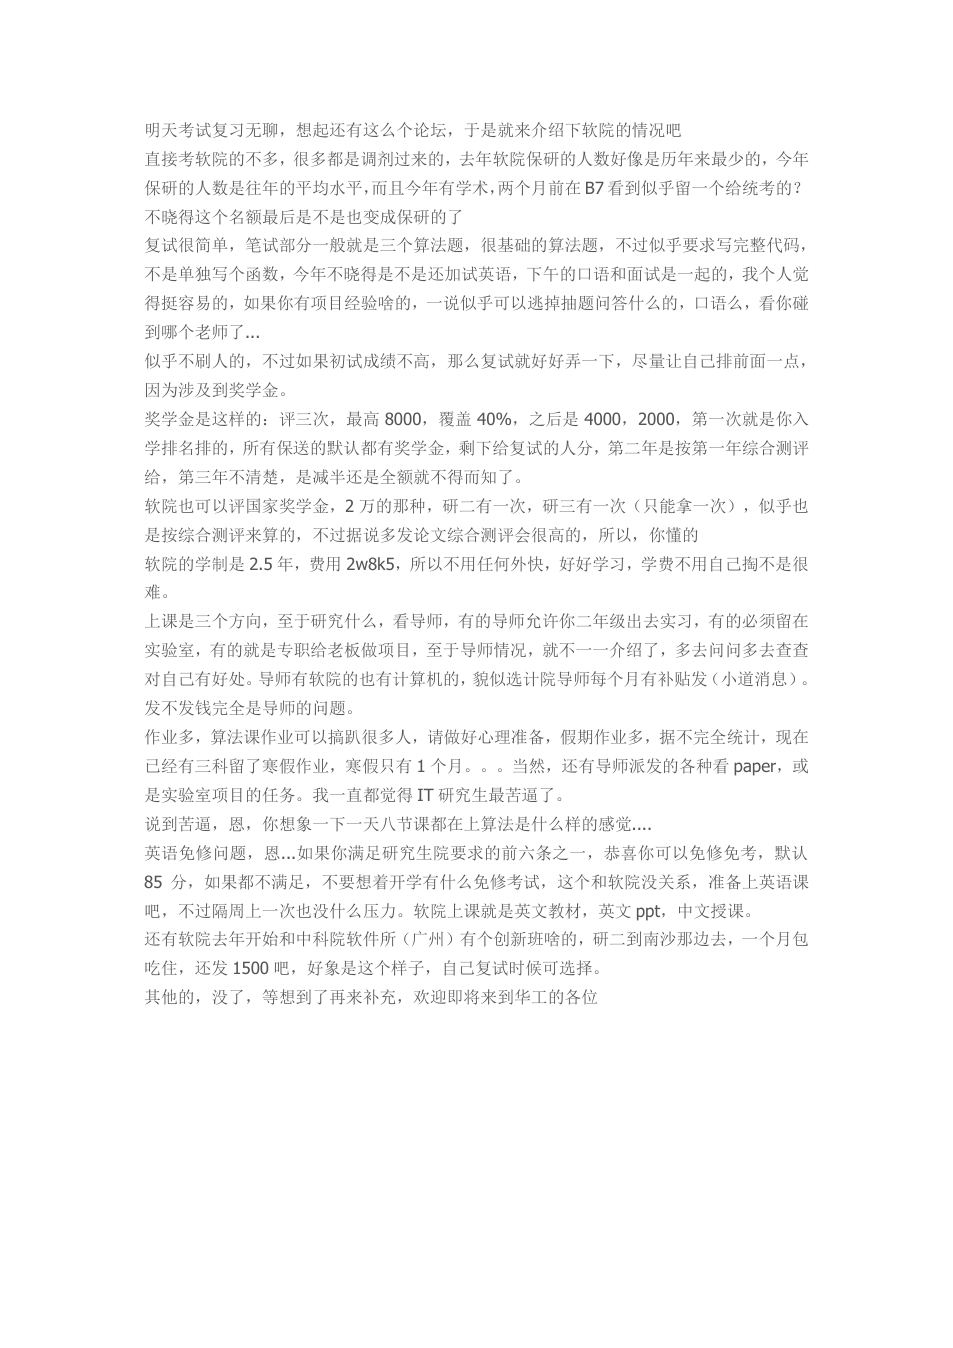 明天考试复习无聊，想起还有这么个论坛，于是就来介绍下软院的情况吧
直接考软院的不多，很多都是调剂过来的，去年软院保研的人数好像是历年来最少的，今年
保研的人数是往年的平均水平，而且今年有学术，两个月前在 B7 看到似乎留一个给统考的？
不晓得这个名额最后是不是也变成保研的了
复试很简单，笔试部分一般就是三个算法题，很基础的算法题，不过似乎要求写完整代码，
不是单独写个函数，今年不晓得是不是还加试英语，下午的口语和面试是一起的，我个人觉
得挺容易的，如果你有项目经验啥的，一说似乎可以逃掉抽题问答什么的，口语么，看你碰
到哪个老师了...
似乎不刷人的，不过如果初试成绩不高，那么复试就好好弄一下，尽量让自己排前面一点，
因为涉及到奖学金。
奖学金是这样的：评三次，最高 8000，覆盖 40%，之后是 4000，2000，第一次就是你入
学排名排的，所有保送的默认都有奖学金，剩下给复试的人分，第二年是按第一年综合测评
给，第三年不清楚，是减半还是全额就不得而知了。
软院也可以评国家奖学金，2 万的那种，研二有一次，研三有一次（只能拿一次），似乎也
是按综合测评来算的，不过据说多发论文综合测评会很高的，所以，你懂的
软院的学制是 2.5 年，费用 2w8k5，所以不用任何外快，好好学习，学费不用自己掏不是很
难。
上课是三个方向，至于研究什么，看导师，有的导师允许你二年级出去实习，有的必须留在
实验室，有的就是专职给老板做项目，至于导师情况，就不一一介绍了，多去问问多去查查
对自己有好处。导师有软院的也有计算机的，貌似选计院导师每个月有补贴发（小道消息）。
发不发钱完全是导师的问题。
作业多，算法课作业可以搞趴很多人，请做好心理准备，假期作业多，据不完全统计，现在
已经有三科留了寒假作业，寒假只有 1 个月。。。当然，还有导师派发的各种看 paper，或
是实验室项目的任务。我一直都觉得 IT 研究生最苦逼了。
说到苦逼，恩，你想象一下一天八节课都在上算法是什么样的感觉....
英语免修问题，恩...如果你满足研究生院要求的前六条之一，恭喜你可以免修免考，默认
85 分，如果都不满足，不要想着开学有什么免修考试，这个和软院没关系，准备上英语课
吧，不过隔周上一次也没什么压力。软院上课就是英文教材，英文 ppt，中文授课。
还有软院去年开始和中科院软件所（广州）有个创新班啥的，研二到南沙那边去，一个月包
吃住，还发 1500 吧，好象是这个样子，自己复试时候可选择。
其他的，没了，等想到了再来补充，欢迎即将来到华工的各位